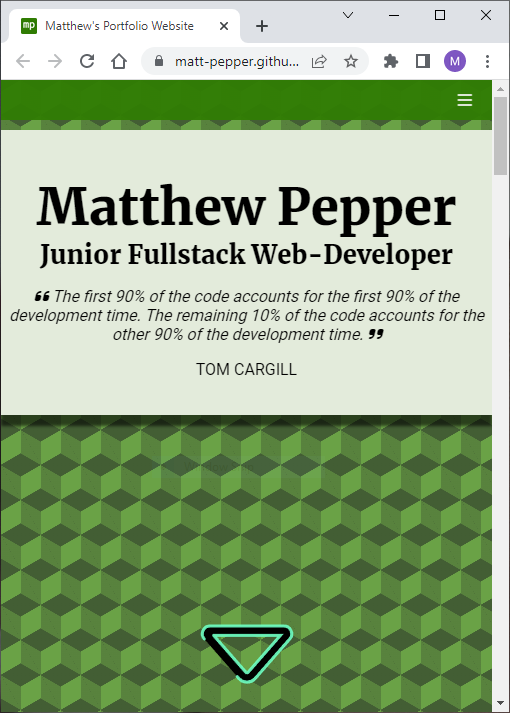 mp Matthew's Portfolio Website
matt-pepper.githu...
M
Matthew Pepper
Junior Fullstack Web-Developer
❝ The first 90% of the code accounts for the first 90% of the
development time. The remaining 10% of the code accounts for the
other 90% of the development time. ❞
TOM CARGILL